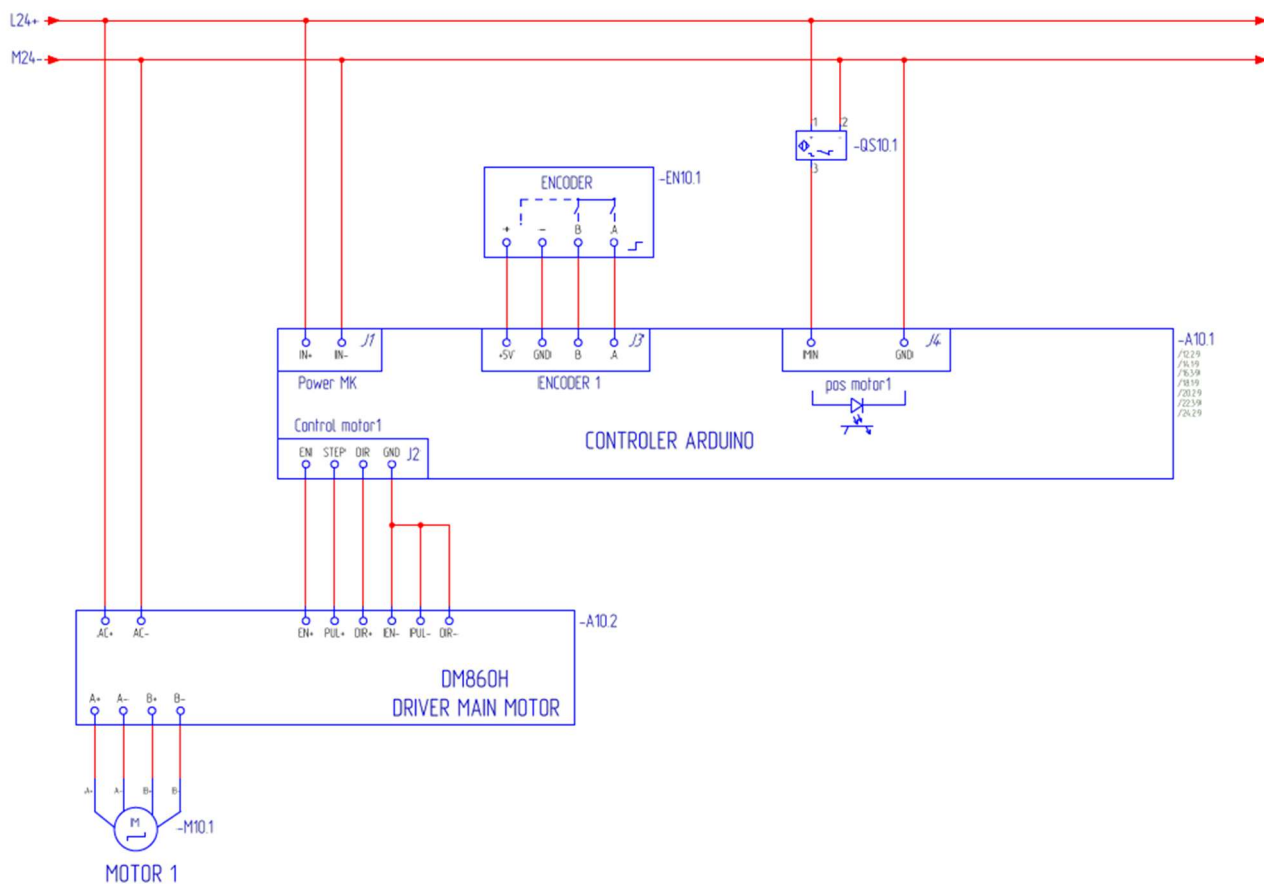 L24+
M24-
1 2
-QS10.1
3
ENCODER
-EN10.1
+ - B A
IN+ IN- J1
+5V GND B A J3
IMIN GND J4
-A10.1
Power MK
ENCODER 1
pos motor1
Control motor1
CONTROLER ARDUINO
EN STEP DIR GND J2
AC+ AC-
EN+ PUL+ DIR+ EN- PUL- DIR-
-A10.2
DM860H
DRIVER MAIN MOTOR
A+ A- B+ B-
A- B-
M
-M10.1
MOTOR 1